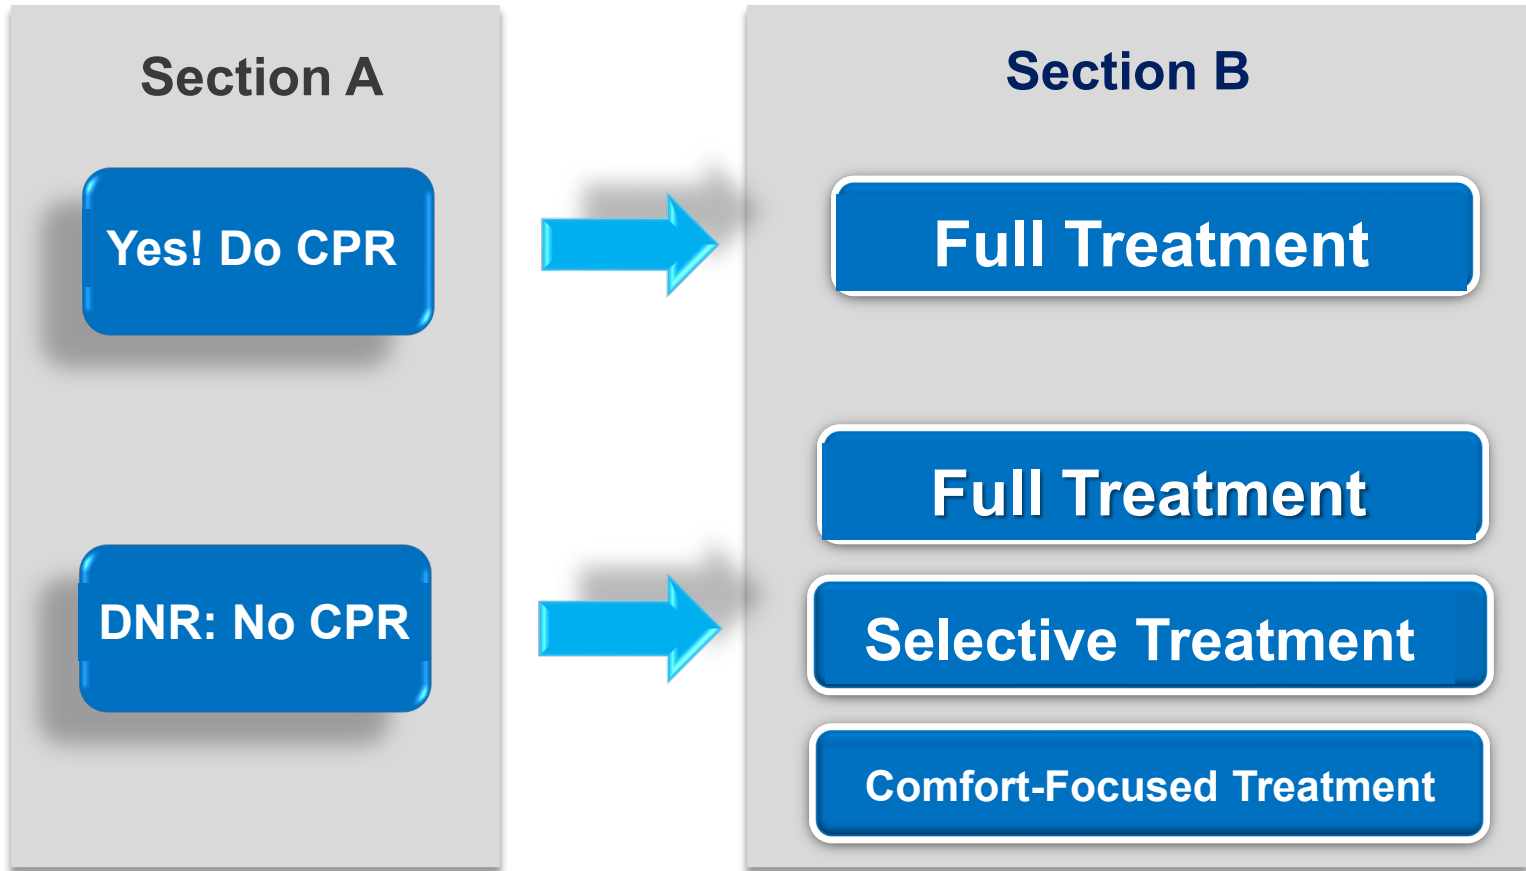 Section A
Yes! Do CPR
DNR: No CPR
Section B
Full Treatment
Full Treatment
Selective Treatment
Comfort-Focused Treatment